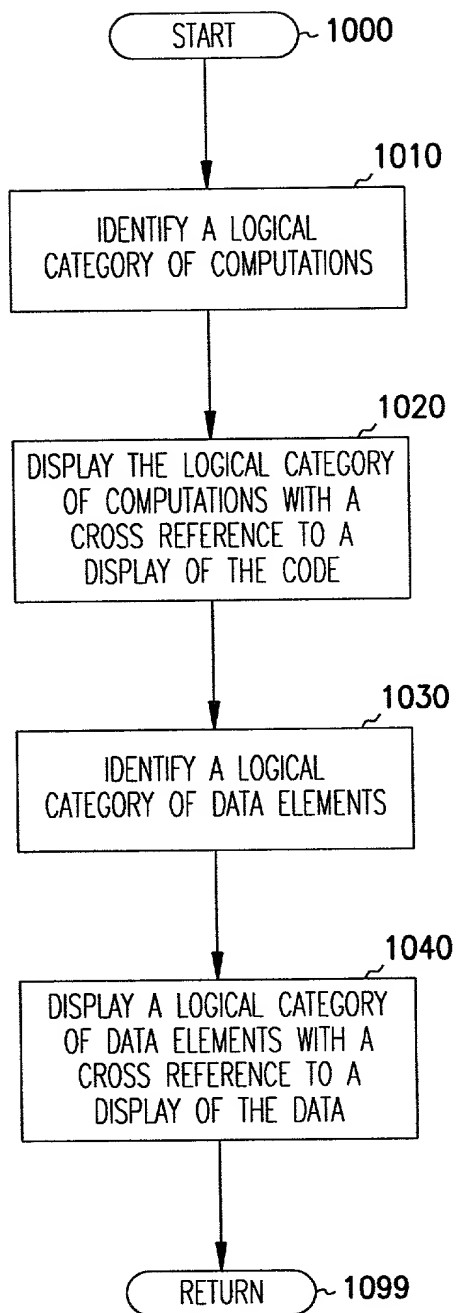 START
1000
1010
IDENTIFY A LOGICAL
CATEGORY OF COMPUTATIONS
1020
DISPLAY THE LOGICAL CATEGORY
OF COMPUTATIONS WITH A
CROSS REFERENCE TO A
DISPLAY OF THE CODE
1030
IDENTIFY A LOGICAL
CATEGORY OF DATA ELEMENTS
1040
DISPLAY A LOGICAL CATEGORY
OF DATA ELEMENTS WITH A
CROSS REFERENCE TO A
DISPLAY OF THE DATA
RETURN
1099